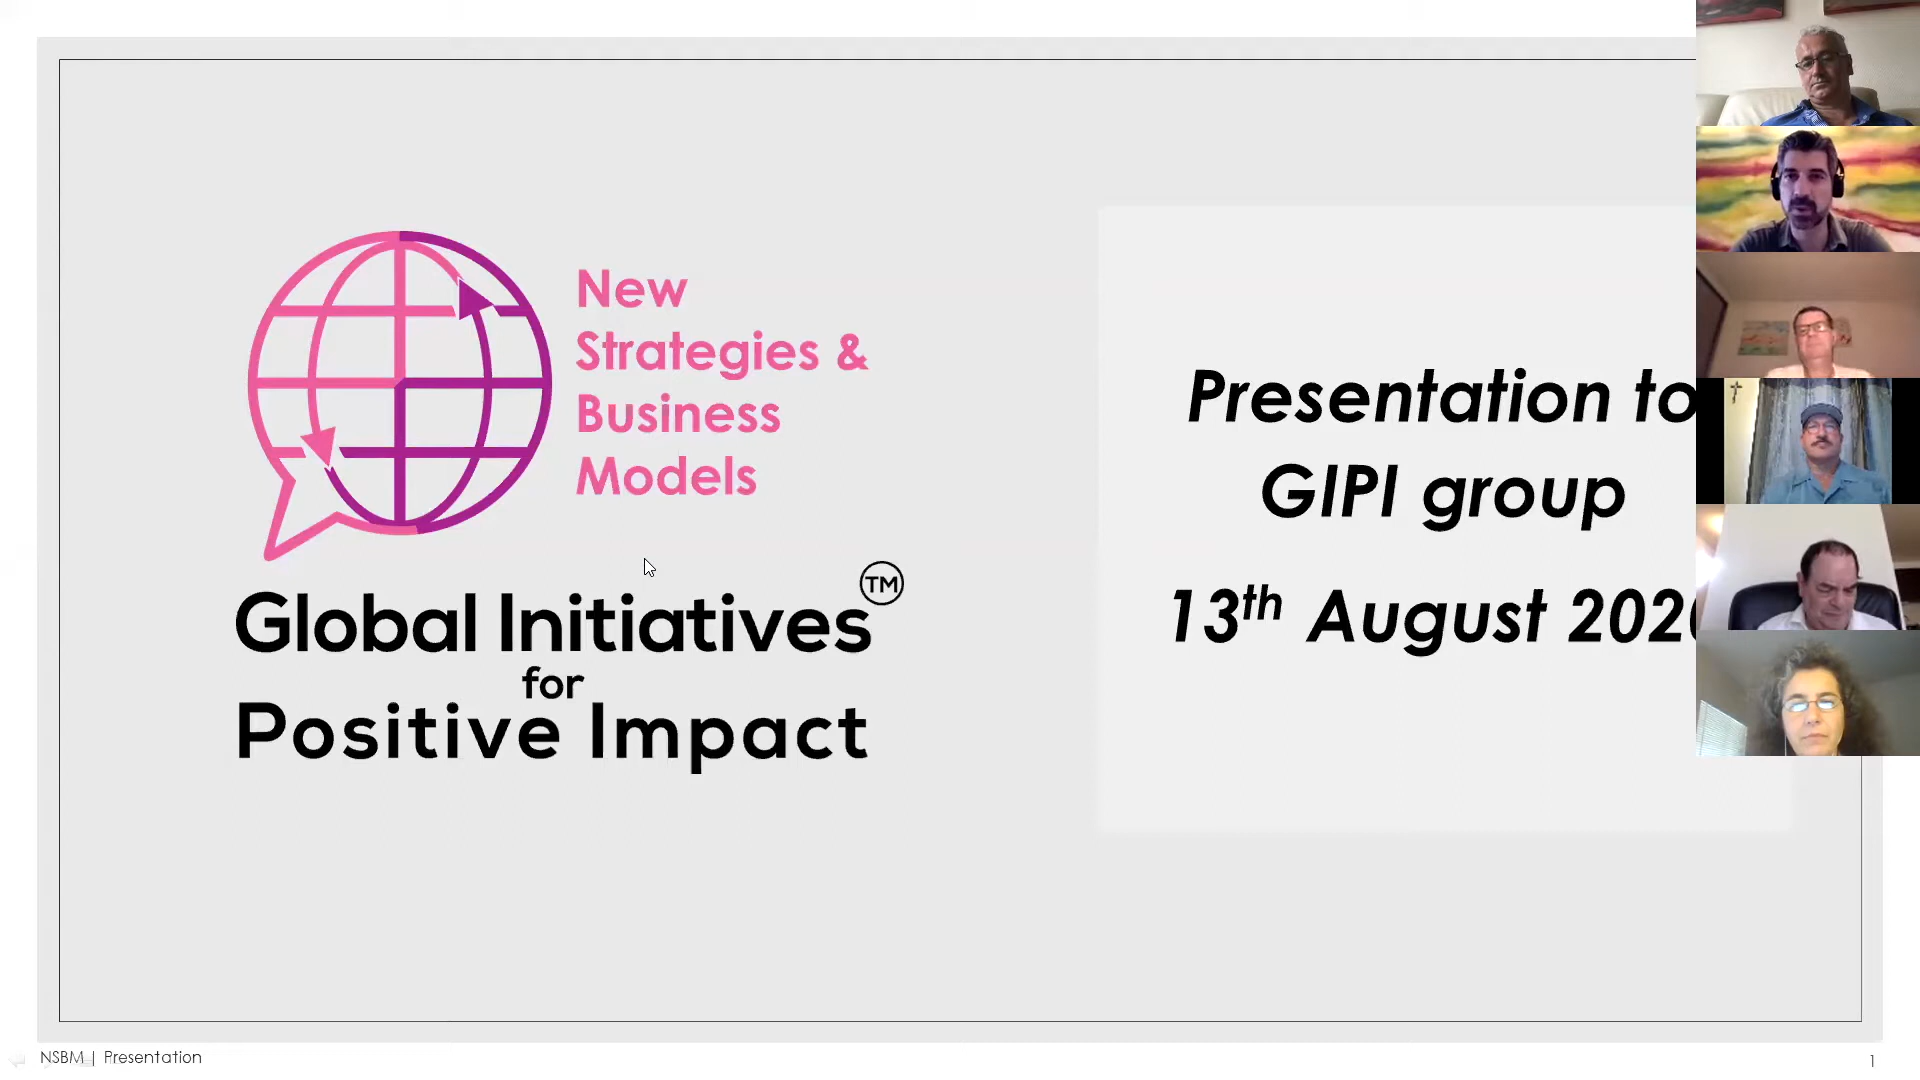 New
Strategies &
Business
Models
Global Initiatives TM
for
Positive Impact
Presentation to
GIPI group
13th August 202
NSBM | Presentation
1